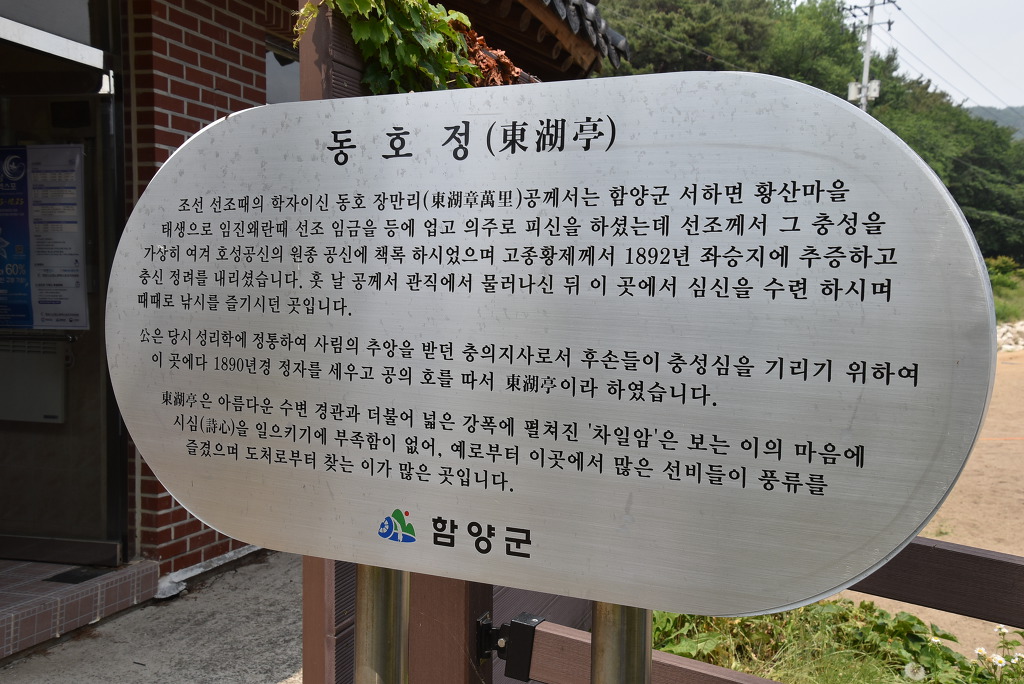 동 호 정 (東湖亭)
조선 선조때의 학자이신 동호 장만리(東湖章萬里)공께서는 함양군 서하면 황산마을
태생으로 임진왜란때 선조 임금을 등에 업고 의주로 피신을 하셨는데 선조께서 그 충성을
가상히 여겨 호성공신의 원종 공신에 책록 하시었으며 고종황제께서 1892년 좌승지에 추증하고
충신 정려를 내리셨습니다. 훗 날 공께서 관직에서 물러나신 뒤 이 곳에서 심신을 수련 하시며
때때로 낚시를 즐기시던 곳입니다.
公은 당시 성리학에 정통하여 사림의 추앙을 받던 충의지사로서 후손들이 충성심을 기리기 위하여
이 곳에다 1890년경 정자를 세우고 공의 호를 따서 東湖亭이라 하였습니다.
東湖亭은 아름다운 수변 경관과 더불어 넓은 강폭에 펼쳐진 '차일암'은 보는 이의 마음에
시심(詩心)을 일으키기에 부족함이 없어, 예로부터 이곳에서 많은 선비들이 풍류를
즐겼으며 도처로부터 찾는 이가 많은 곳입니다.
함양군
60%